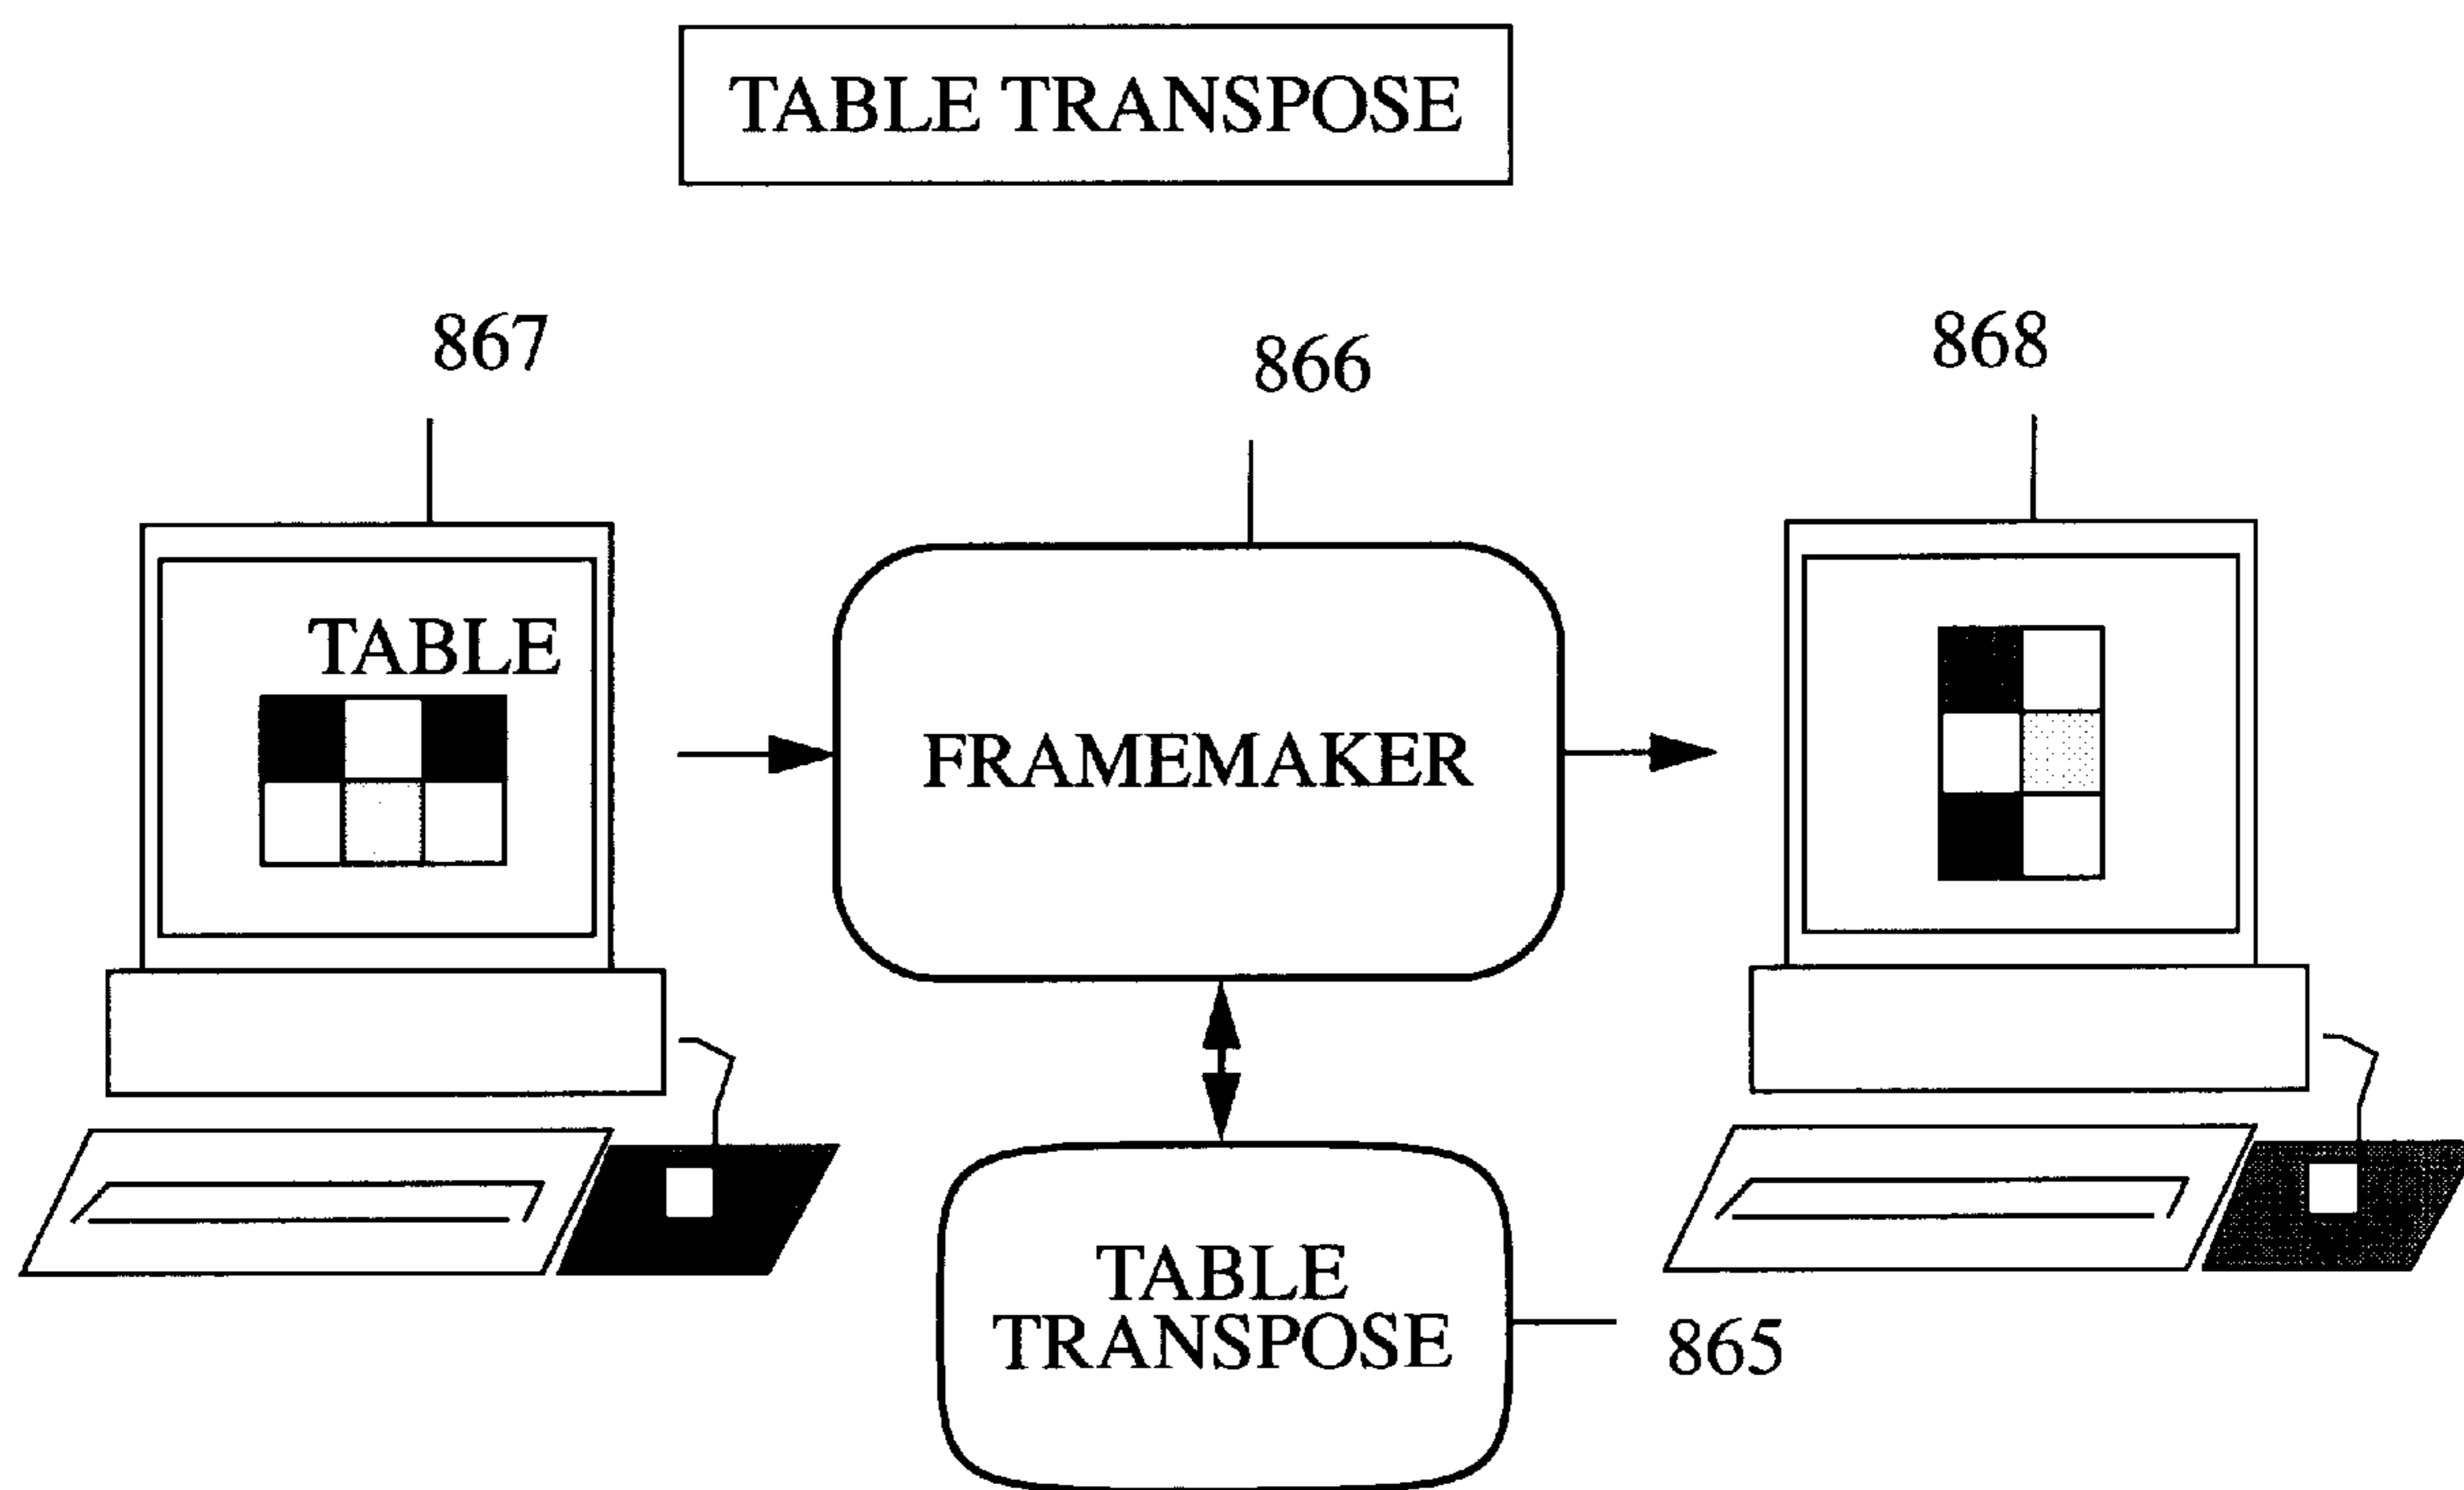 TABLE TRANSPOSE
867
866
868
TABLE
FRAMEMAKER
TABLE
TRANSPOSE
865